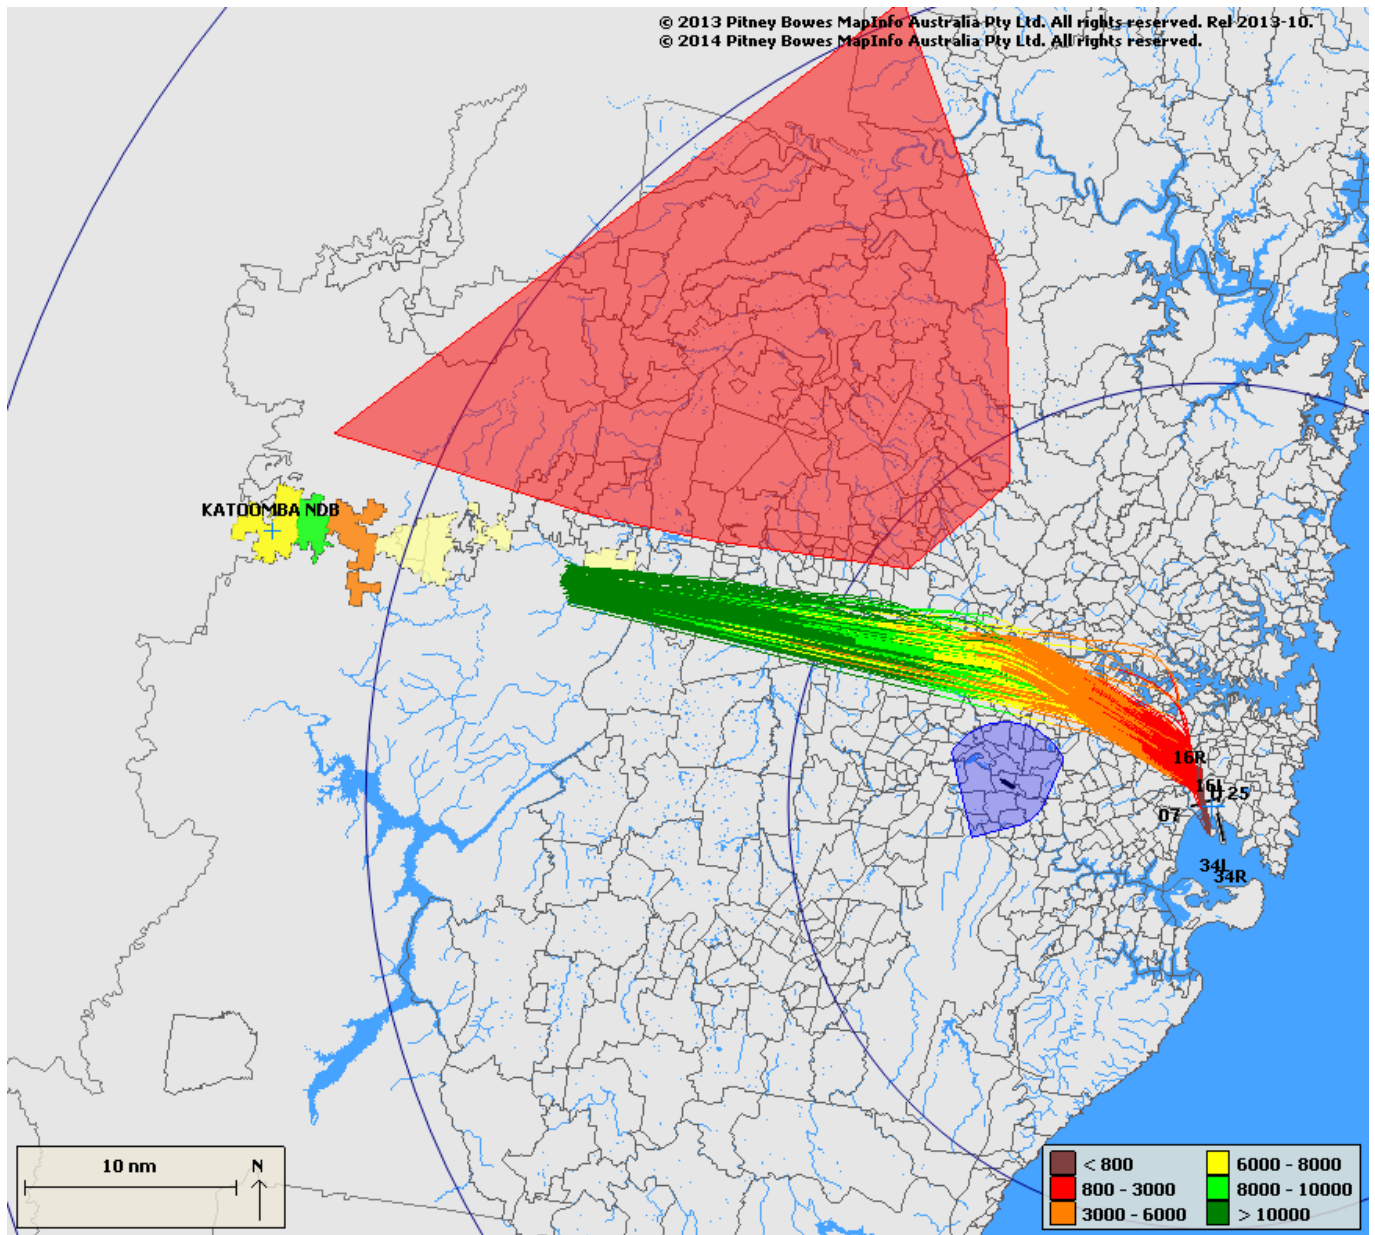 © 2013 Pitney Bowes MapInfo Australia Pty Ltd. All rights reserved. Rel 2013-10.
© 2014 Pitney Bowes MapInfo Australia Pty Ltd. All rights reserved.
KATOOMBA NDB
16R
16L
25
07
34L
34R
10 nm
N
< 800
6000 - 8000
800 - 3000
8000 - 10000
3000 - 6000
> 10000